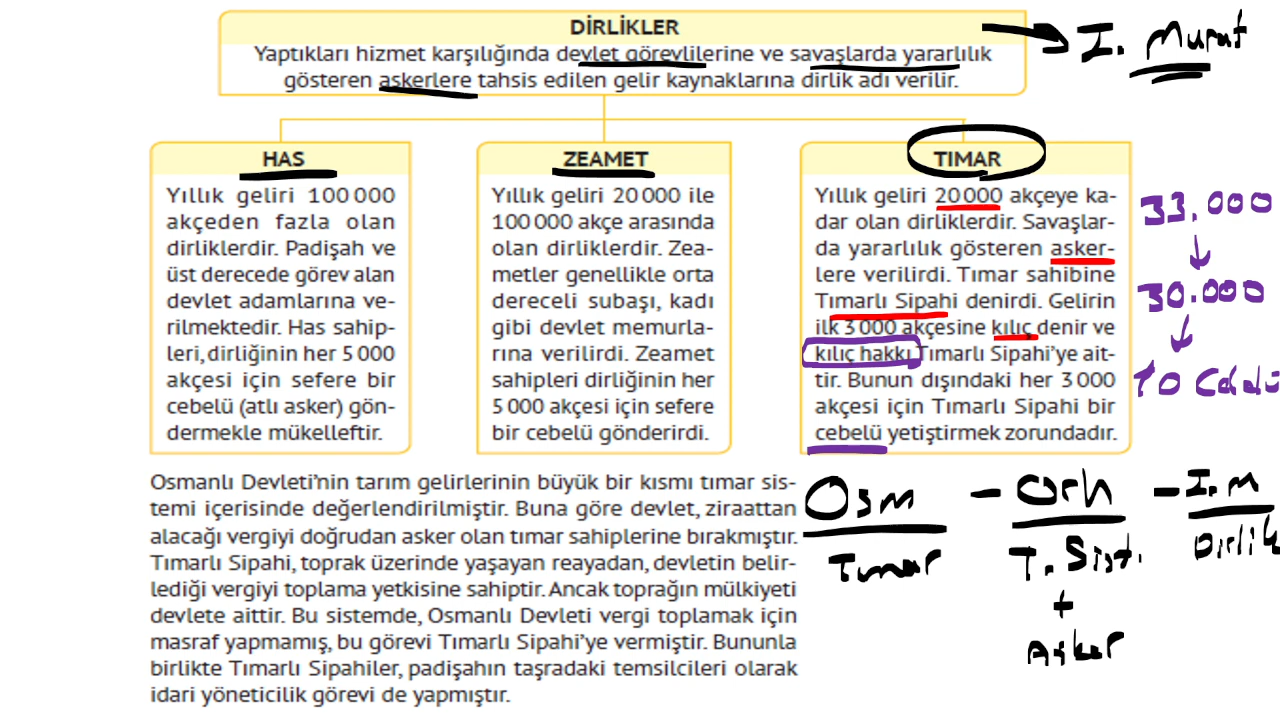 DİRLİKLER
Yaptıkları hizmet karşılığında devlet görevlilerine ve savaşlarda yararlılık
gösteren askerlere tahsis edilen gelir kaynaklarına dirlik adı verilir.
I. Murat
HAS
Yıllık geliri 100 000
akçeden fazla olan
dirliklerdir. Padişah ve
üst derecede görev alan
devlet adamlarına ve-
rilmektedir. Has sahip-
leri, dirliğinin her 5 000
akçesi için sefere bir
cebelü (atlı asker) gön-
dermekle mükelleftir.
ZEAMET
Yıllık geliri 20 000 ile
100 000 akçe arasında
olan dirliklerdir. Zea-
metler genellikle orta
dereceli subaşı, kadı
gibi devlet memurla-
rına verilirdi. Zeamet
sahipleri dirliğinin her
5 000 akçesi için sefere
bir cebelü gönderirdi.
TIMAR
Yıllık geliri 20 000 akçeye ka-
dar olan dirliklerdir. Savaşlar-
da yararlılık gösteren asker-
lere verilirdi. Tımar sahibine
Tımarlı Sipahi denirdi. Gelirin
ilk 3 000 akçesine kılıç denir ve
kılıç hakkı Tımarlı Sipahi’ye ait-
tir. Bunun dışındaki her 3 000
akçesi için Tımarlı Sipahi bir
cebelü yetiştirmek zorundadır.
33.000
30.000
10
Osmanlı Devleti’nin tarım gelirlerinin büyük bir kısmı tımar sis-
temi içerisinde değerlendirilmiştir. Buna göre devlet, ziraattan
alacağı vergiyi doğrudan asker olan tımar sahiplerine bırakmıştır.
Tımarlı Sipahi, toprak üzerinde yaşayan reayadan, devletin belir-
lediği vergiyi toplama yetkisine sahiptir. Ancak toprağın mülkiyeti
devlete aittir. Bu sistemde, Osmanlı Devleti vergi toplamak için
masraf yapmamış, bu görevi Tımarlı Sipahi’ye vermiştir. Bununla
birlikte Tımarlı Sipahiler, padişahın taşradaki temsilcileri olarak
idari yöneticilik görevi de yapmıştır.
Osm - Orh - I.M
Tımar
T. Sist.
+
Asker
Dirlik